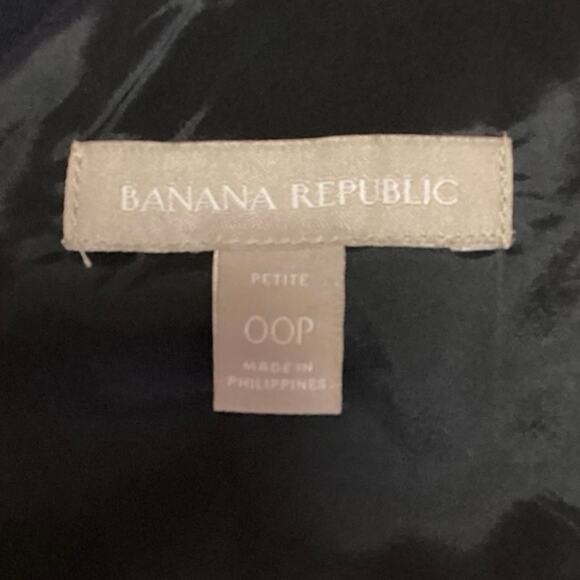 BANANA REPUBLIC
PETITE
00P
MADE IN
PHILIPPINES